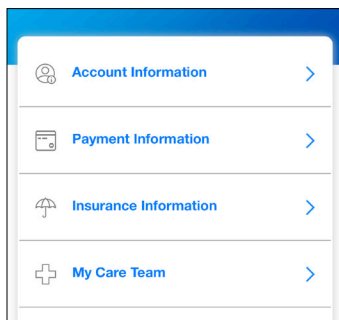 Account Information
Payment Information
Insurance Information
My Care Team